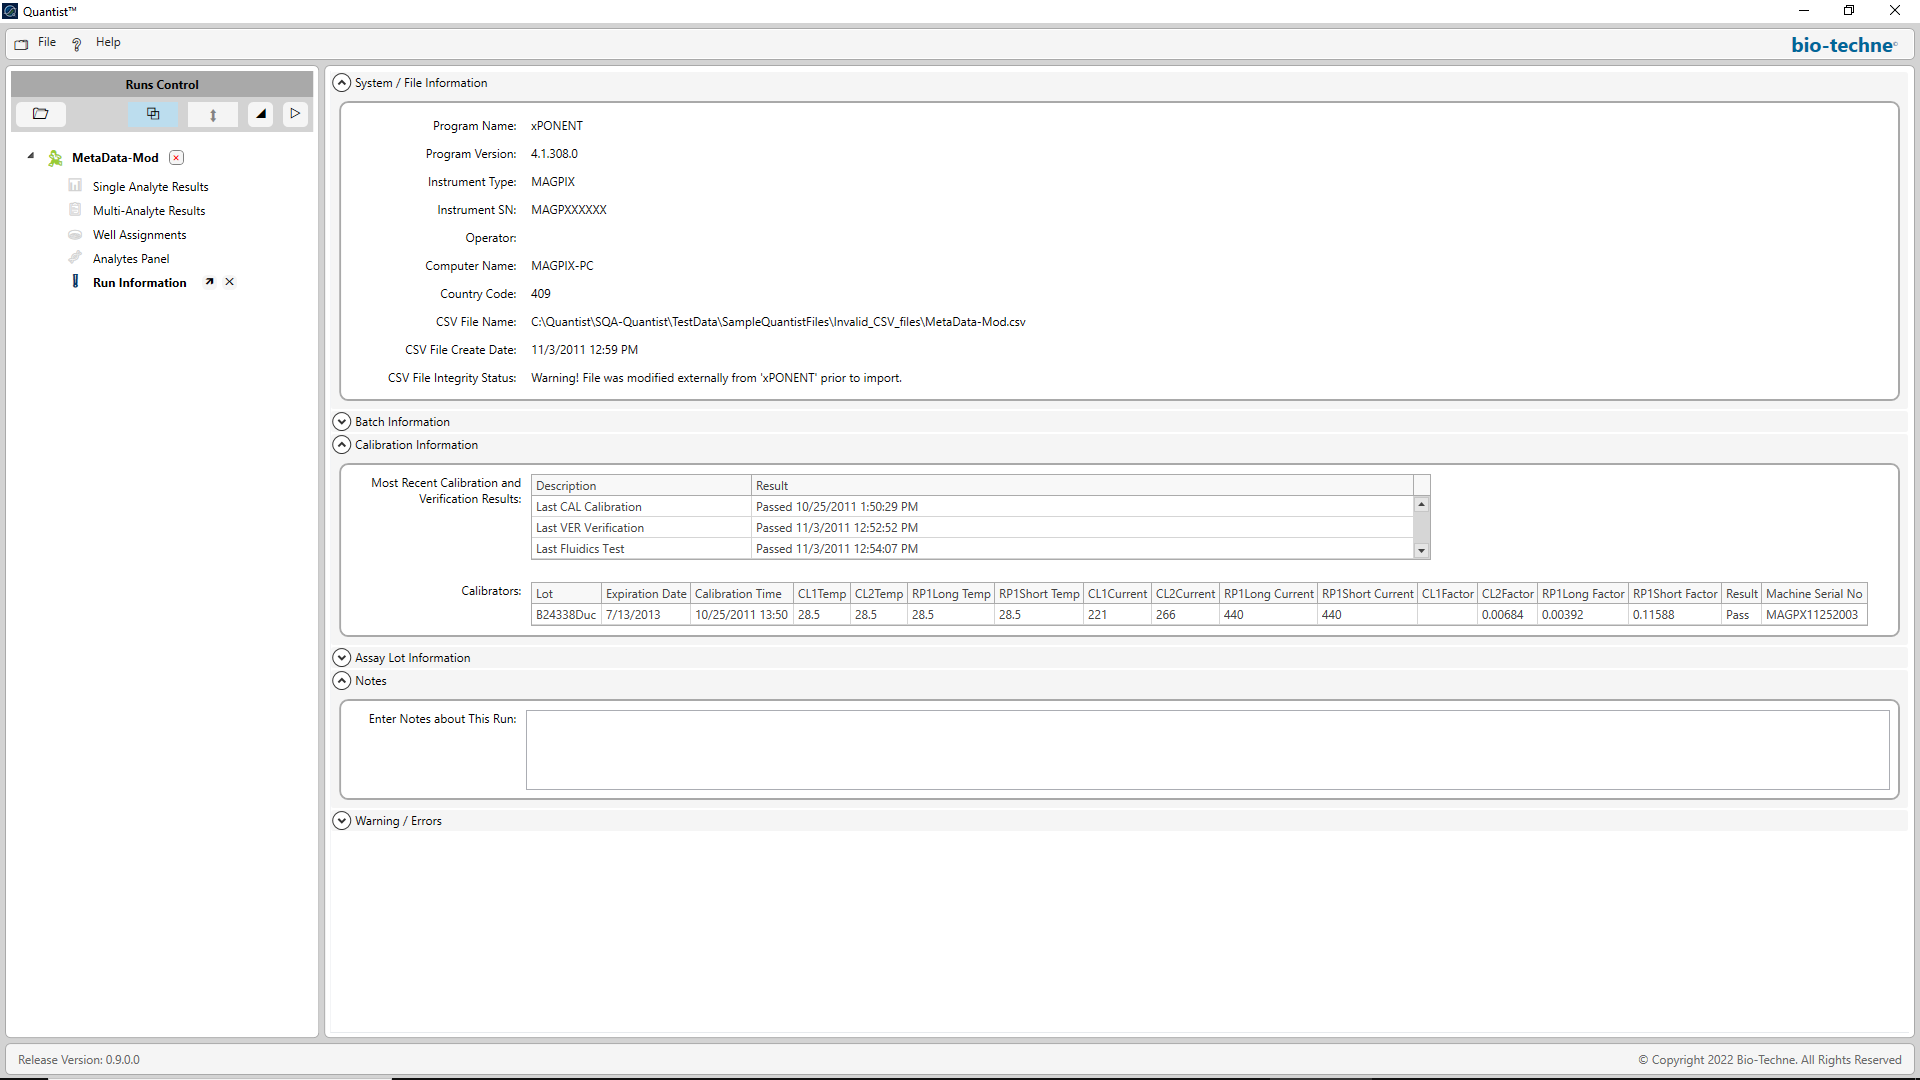 Quantist™
File
Help
bio-techne
Runs Control
MetaData-Mod
Single Analyte Results
Multi-Analyte Results
Well Assignments
Analytes Panel
Run Information
System / File Information
Program Name: xPONENT
Program Version: 4.1.308.0
Instrument Type: MAGPIX
Instrument SN: MAGPXXXXXX
Operator:
Computer Name: MAGPIX-PC
Country Code: 409
CSV File Name: C:\Quantist\SQA-Quantist\TestData\SampleQuantistFiles\Invalid_CSV_files\MetaData-Mod.csv
CSV File Create Date: 11/3/2011 12:59 PM
CSV File Integrity Status: Warning! File was modified externally from 'xPONENT' prior to import.
Batch Information
Calibration Information
Most Recent Calibration and
Verification Results:
Description Result
Last CAL Calibration Passed 10/25/2011 1:50:29 PM
Last VER Verification Passed 11/3/2011 12:52:52 PM
Last Fluidics Test Passed 11/3/2011 12:54:07 PM
Calibrators:
Lot Expiration Date Calibration Time CL1Temp CL2Temp RP1Long Temp RP1Short Temp CL1Current CL2Current RP1Long Current RP1Short Current CL1Factor CL2Factor RP1Long Factor RP1Short Factor Result Machine Serial No
B24338Duc 7/13/2013 10/25/2011 13:50 28.5 28.5 28.5 28.5 221 266 440 440 0.00684 0.00392 0.11588 Pass MAGPX11252003
Assay Lot Information
Notes
Enter Notes about This Run:
Warning / Errors
Release Version: 0.9.0.0
© Copyright 2022 Bio-Techne. All Rights Reserved